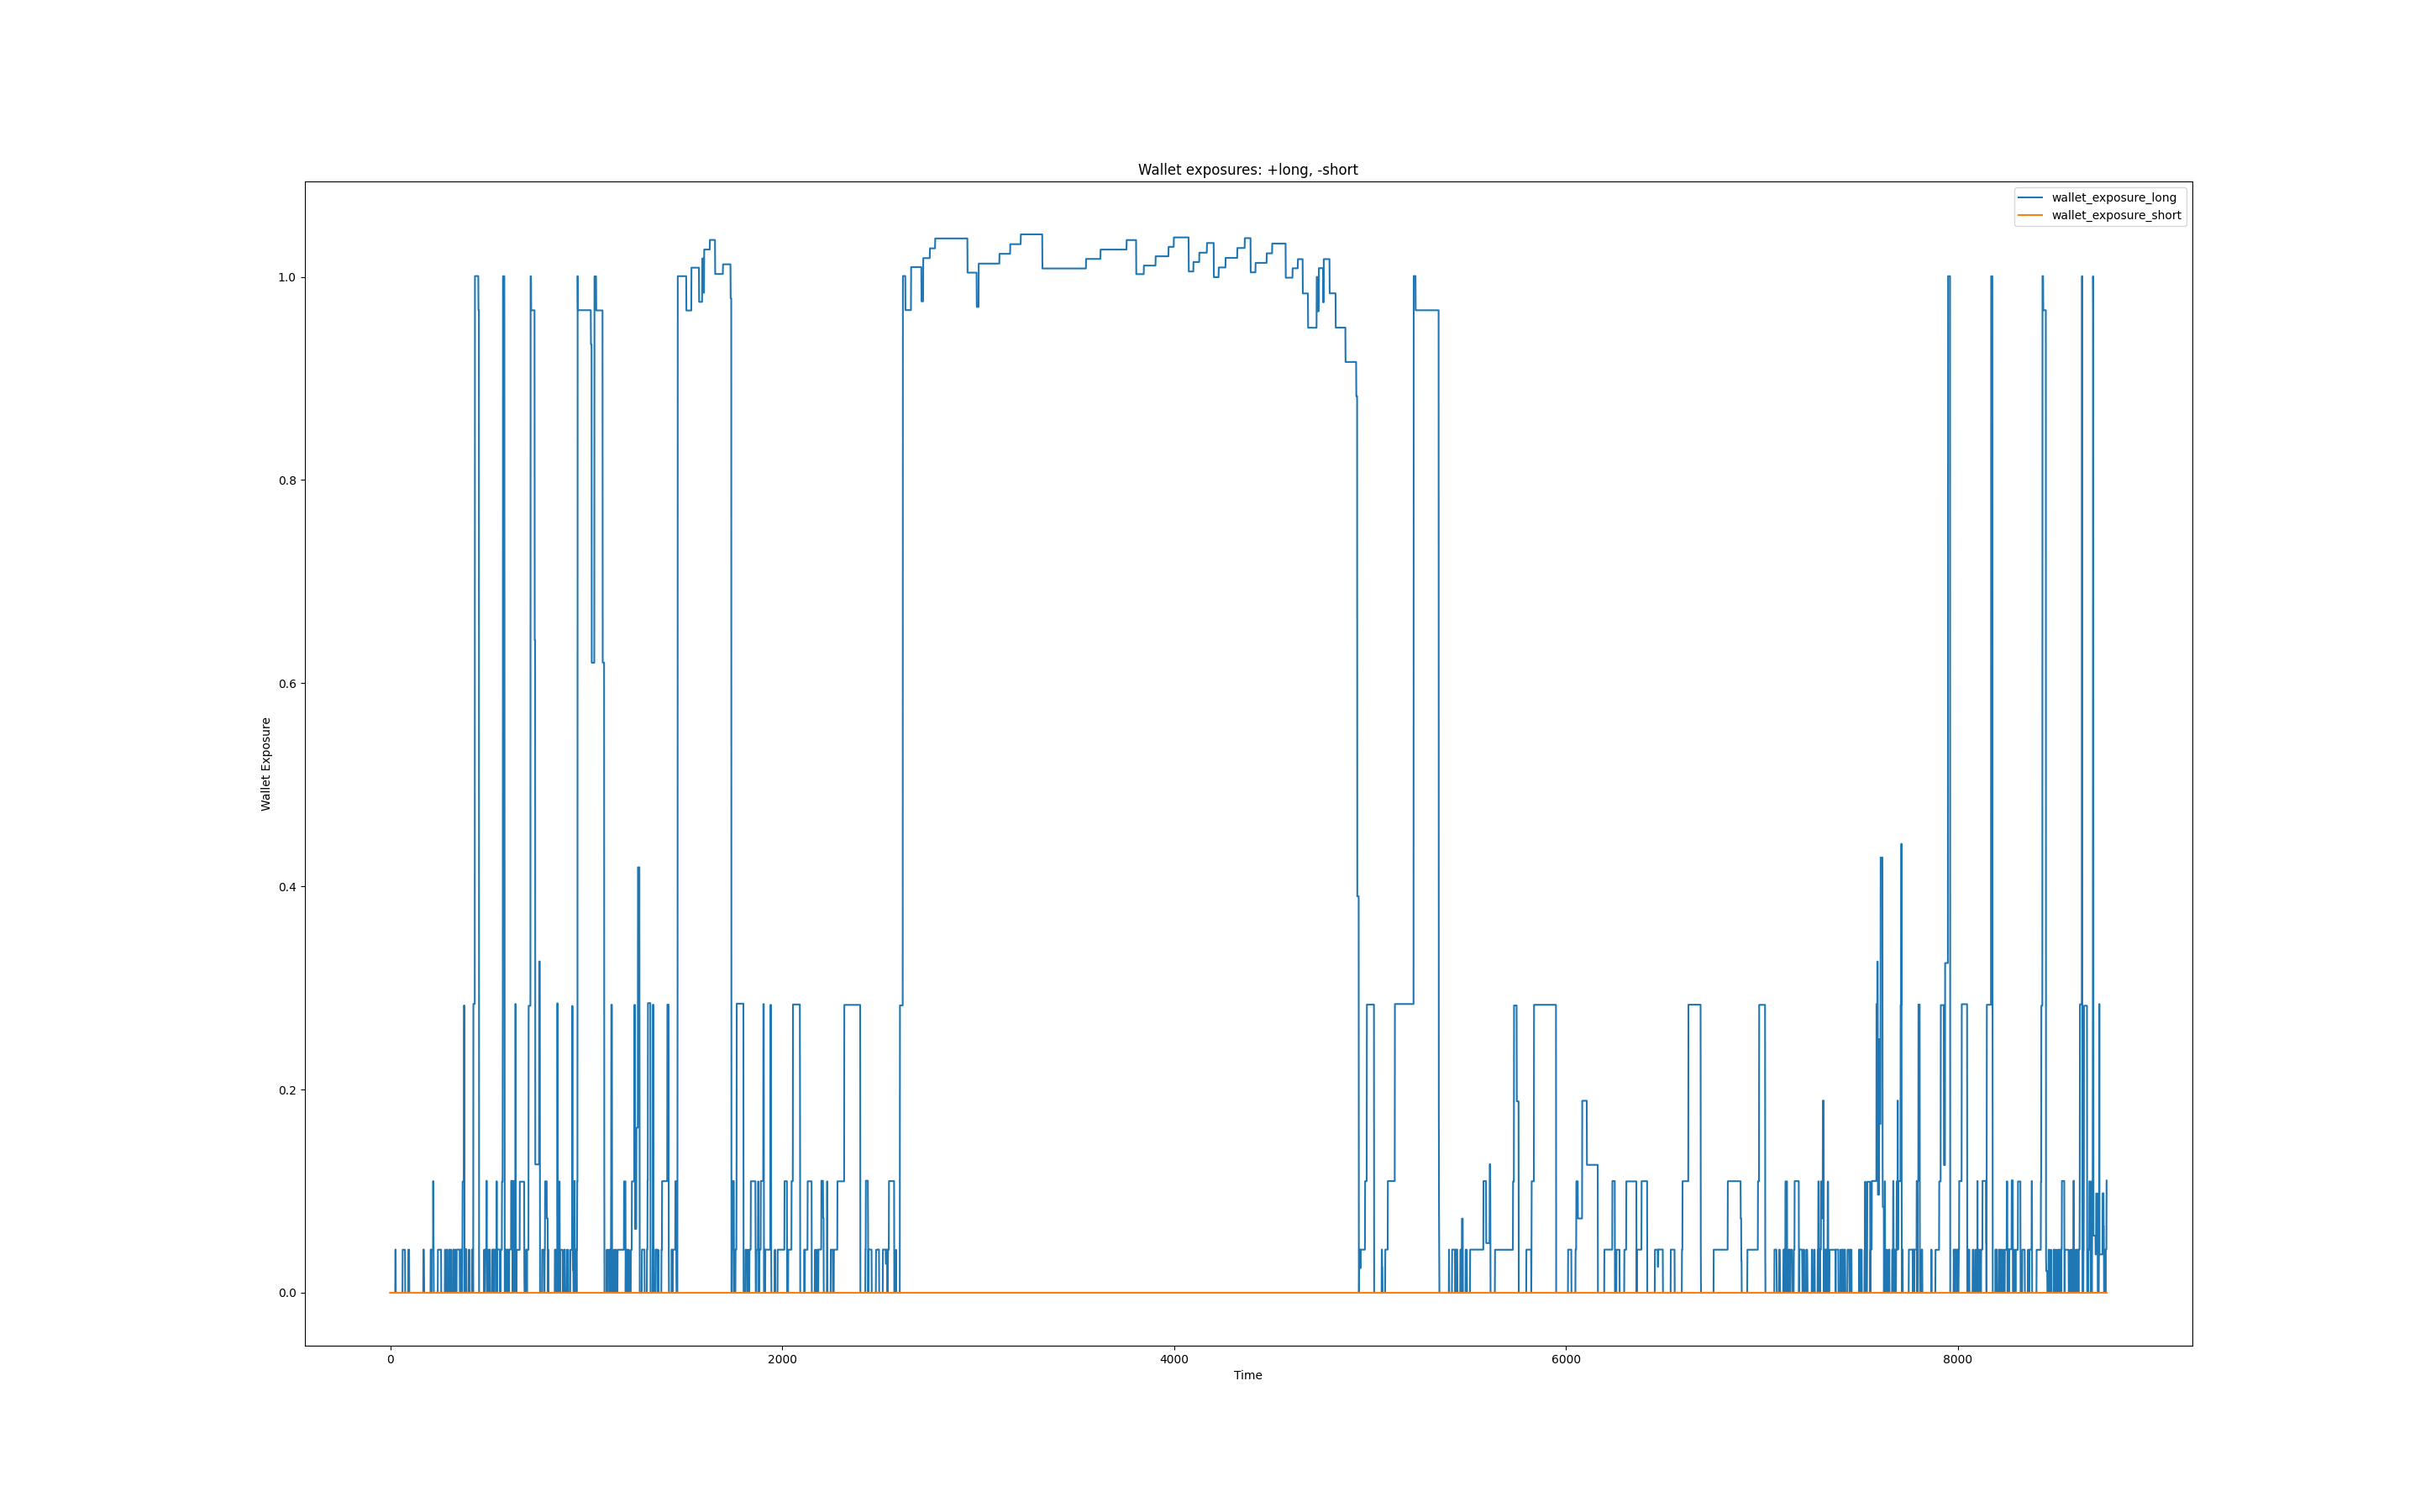 Wallet exposures: +long, -short
wallet_exposure_long
wallet_exposure_short
1.0
0.8
0.6
0.4
0.2
0.0
Wallet Exposure
0 2000 4000 6000 8000
Time